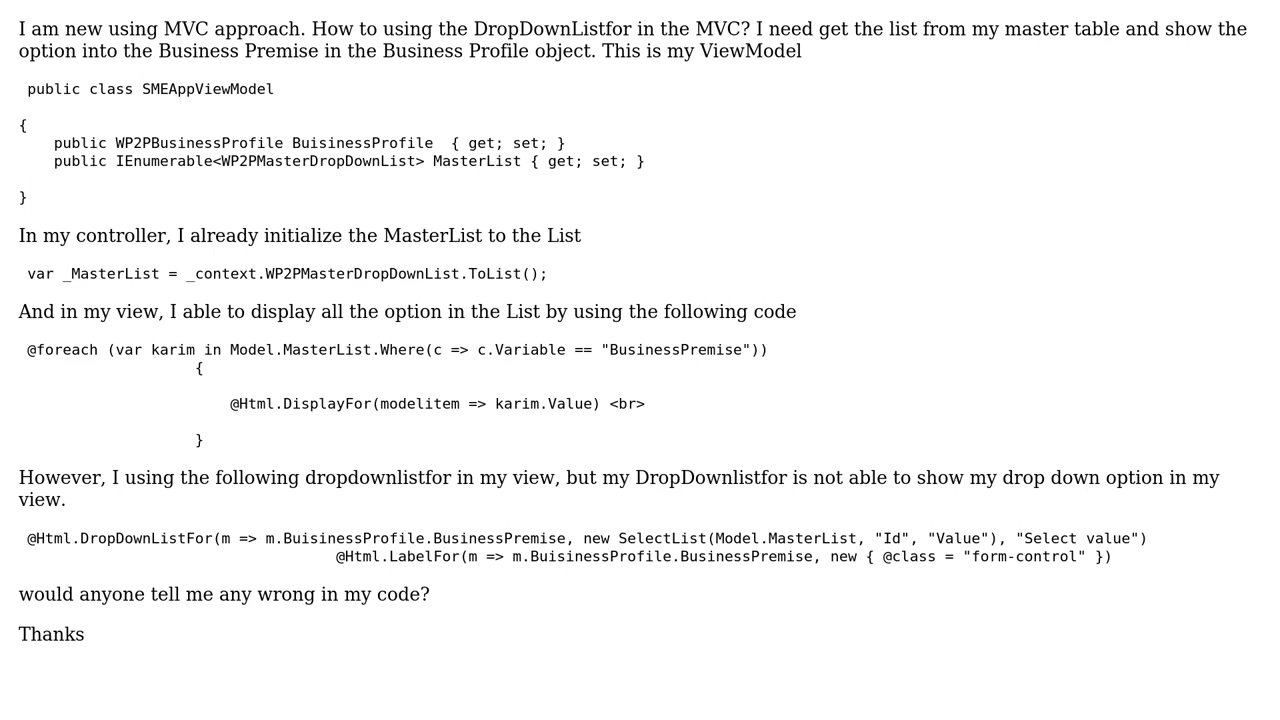 I am new using MVC approach. How to using the DropDownListfor in the MVC? I need get the list from my master table and show the
option into the Business Premise in the Business Profile object. This is my ViewModel
public class SMEAppViewModel
{
    public WP2PBusinessProfile BuisinessProfile  { get; set; }
    public IEnumerable<WP2PMasterDropDownList> MasterList { get; set; }
}
In my controller, I already initialize the MasterList to the List
var _MasterList = _context.WP2PMasterDropDownList.ToList();
And in my view, I able to display all the option in the List by using the following code
@foreach (var karim in Model.MasterList.Where(c => c.Variable == "BusinessPremise"))
                    {
                        @Html.DisplayFor(modelitem => karim.Value) <br>
                    }
However, I using the following dropdownlistfor in my view, but my DropDownlistfor is not able to show my drop down option in my
view.
@Html.DropDownListFor(m => m.BuisinessProfile.BusinessPremise, new SelectList(Model.MasterList, "Id", "Value"), "Select value")
                                    @Html.LabelFor(m => m.BuisinessProfile.BusinessPremise, new { @class = "form-control" })
would anyone tell me any wrong in my code?
Thanks